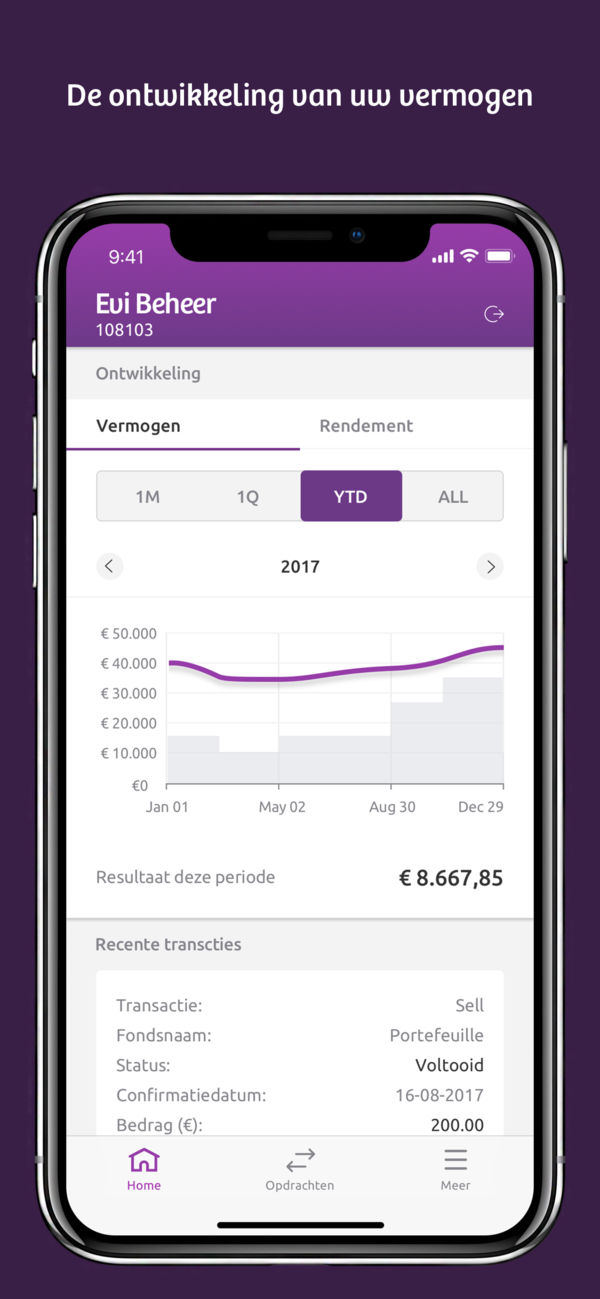 De ontwikkeling van uw vermogen
9:41
Evi Beheer
108103
Ontwikkeling
Vermogen Rendement
1M 1Q YTD ALL
2017
€ 50.000
€ 40.000
€ 30.000
€ 20.000
€ 10.000
€0
Jan 01 May 02 Aug 30 Dec 29
Resultaat deze periode € 8.667,85
Recente transcties
Transactie: Sell
Fondsnaam: Portefeuille
Status: Voltooid
Confirmatiedatum: 16-08-2017
Bedrag (€): 200.00
Home Opdrachten Meer